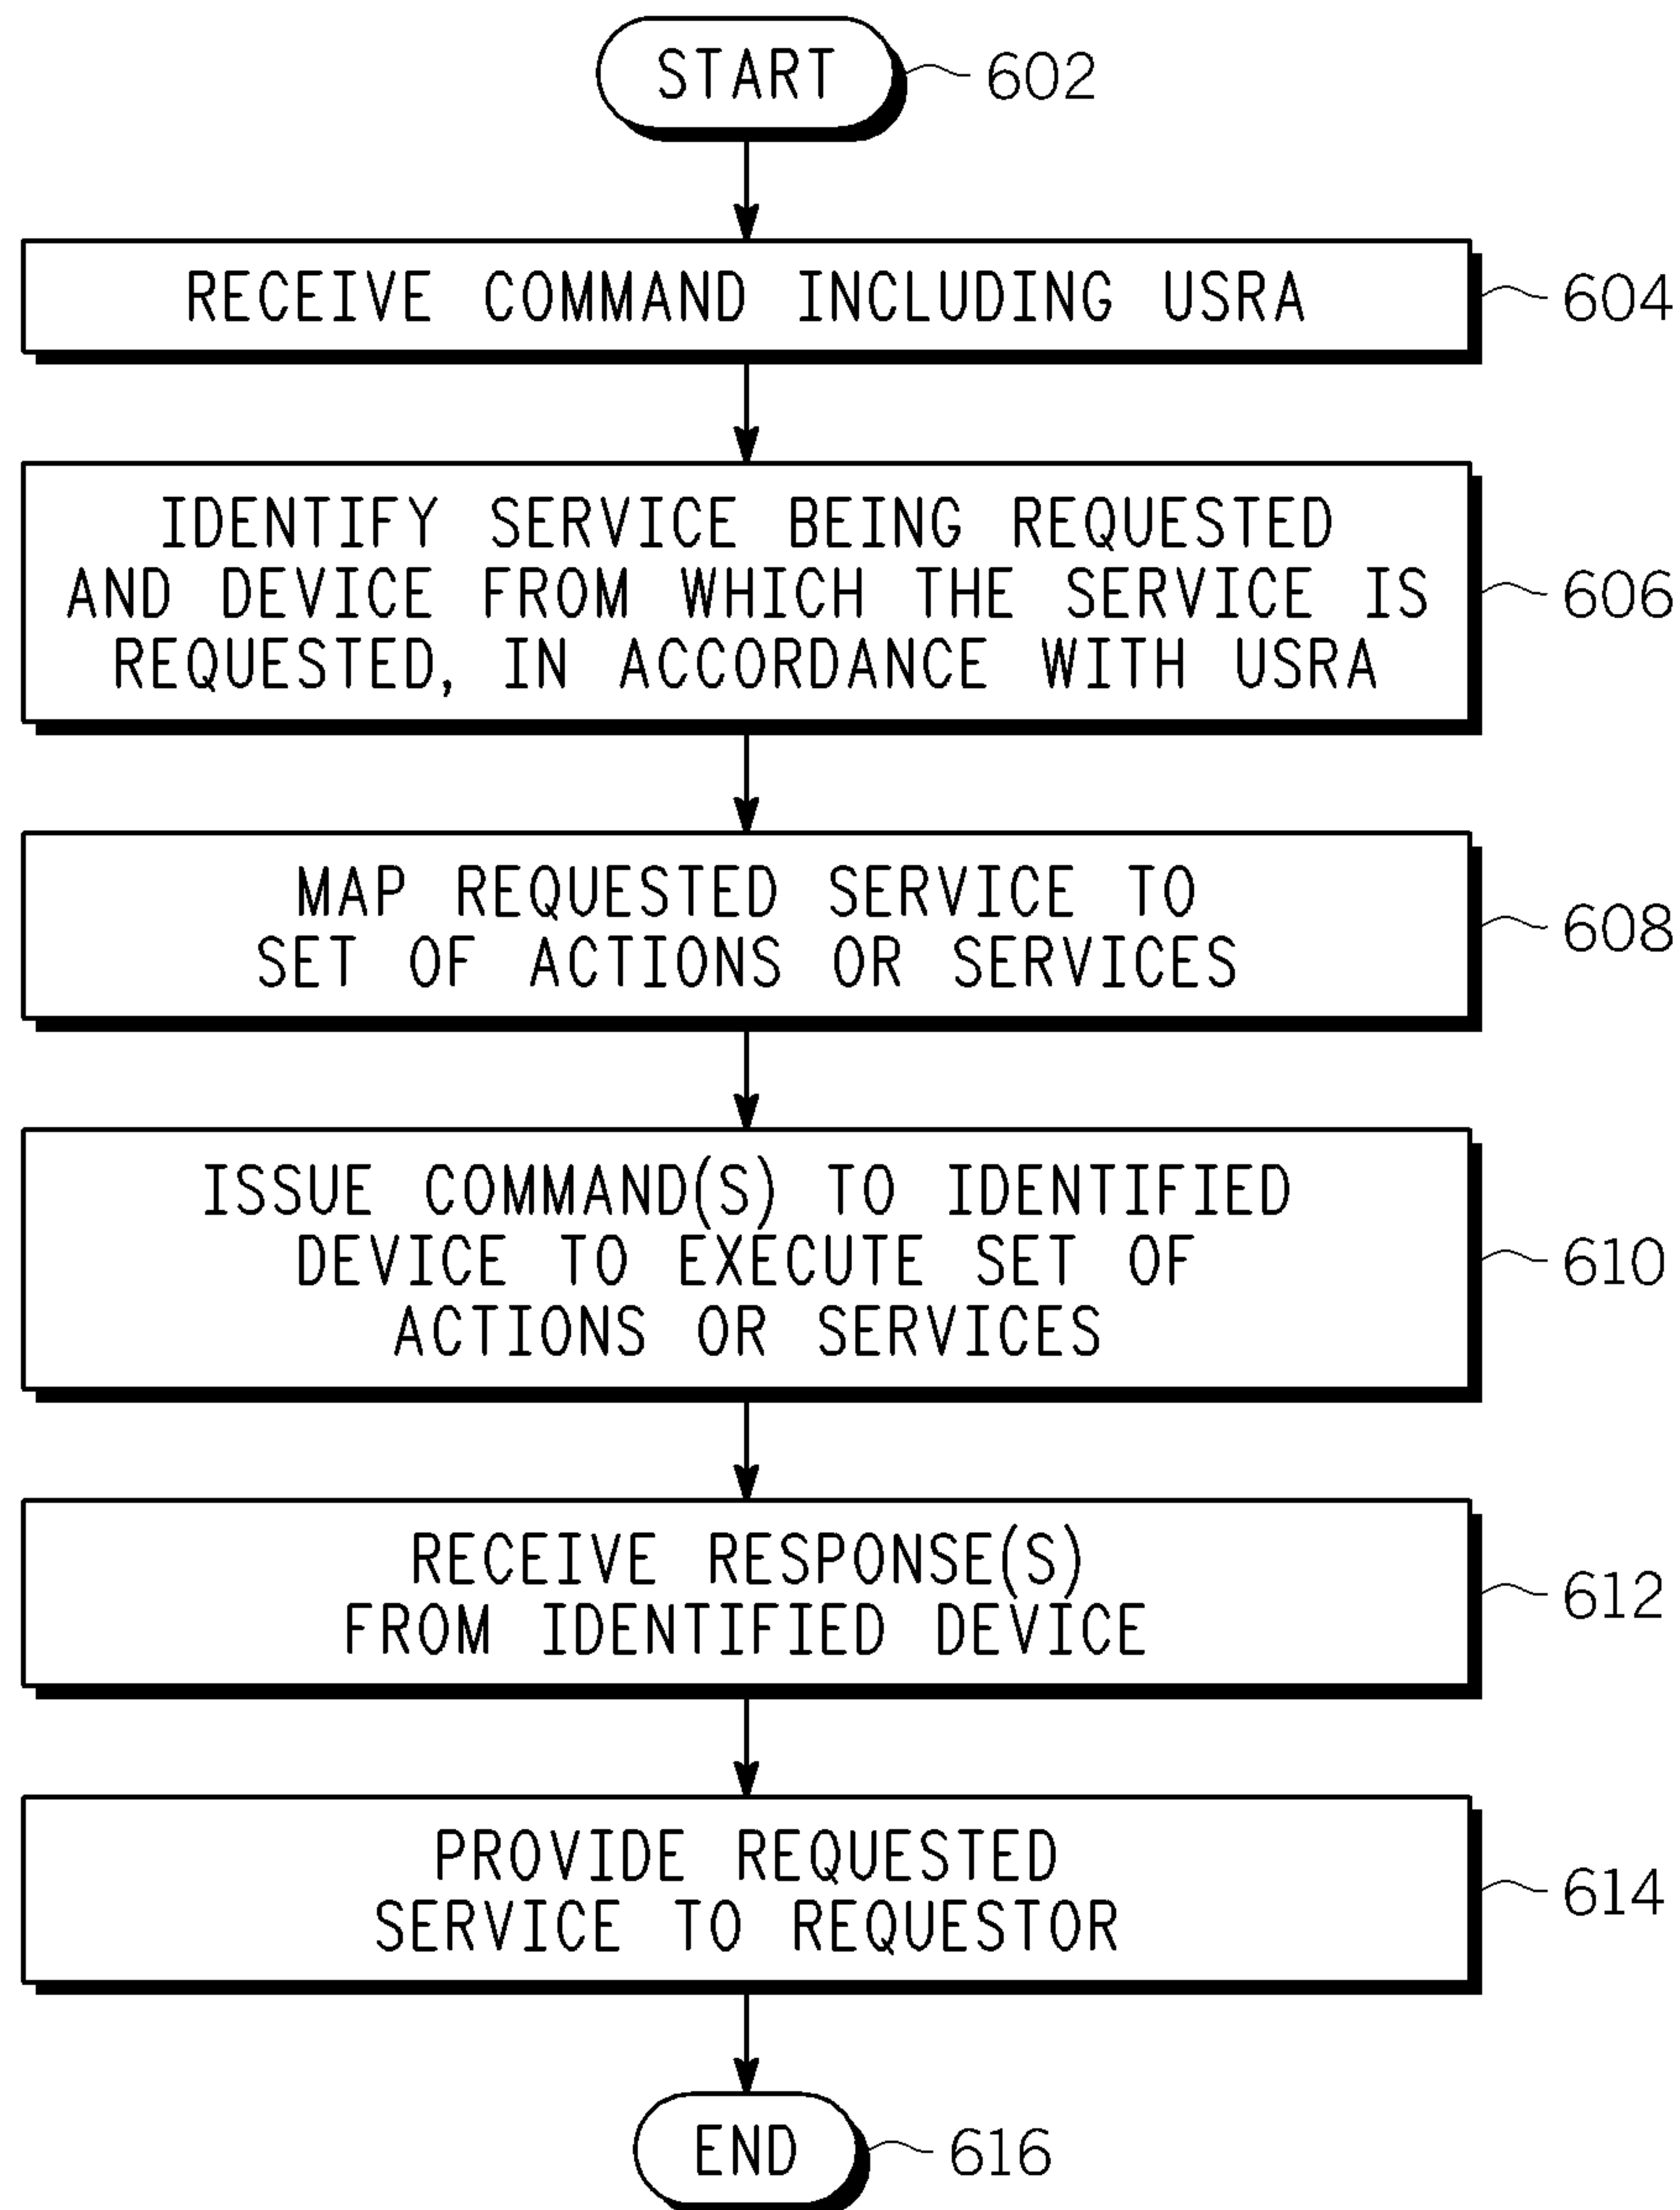 START
602
RECEIVE COMMAND INCLUDING USRA
604
IDENTIFY SERVICE BEING REQUESTED
AND DEVICE FROM WHICH THE SERVICE IS
REQUESTED, IN ACCORDANCE WITH USRA
606
MAP REQUESTED SERVICE TO
SET OF ACTIONS OR SERVICES
608
ISSUE COMMAND(S) TO IDENTIFIED
DEVICE TO EXECUTE SET OF
ACTIONS OR SERVICES
610
RECEIVE RESPONSE(S)
FROM IDENTIFIED DEVICE
612
PROVIDE REQUESTED
SERVICE TO REQUESTOR
614
END
616